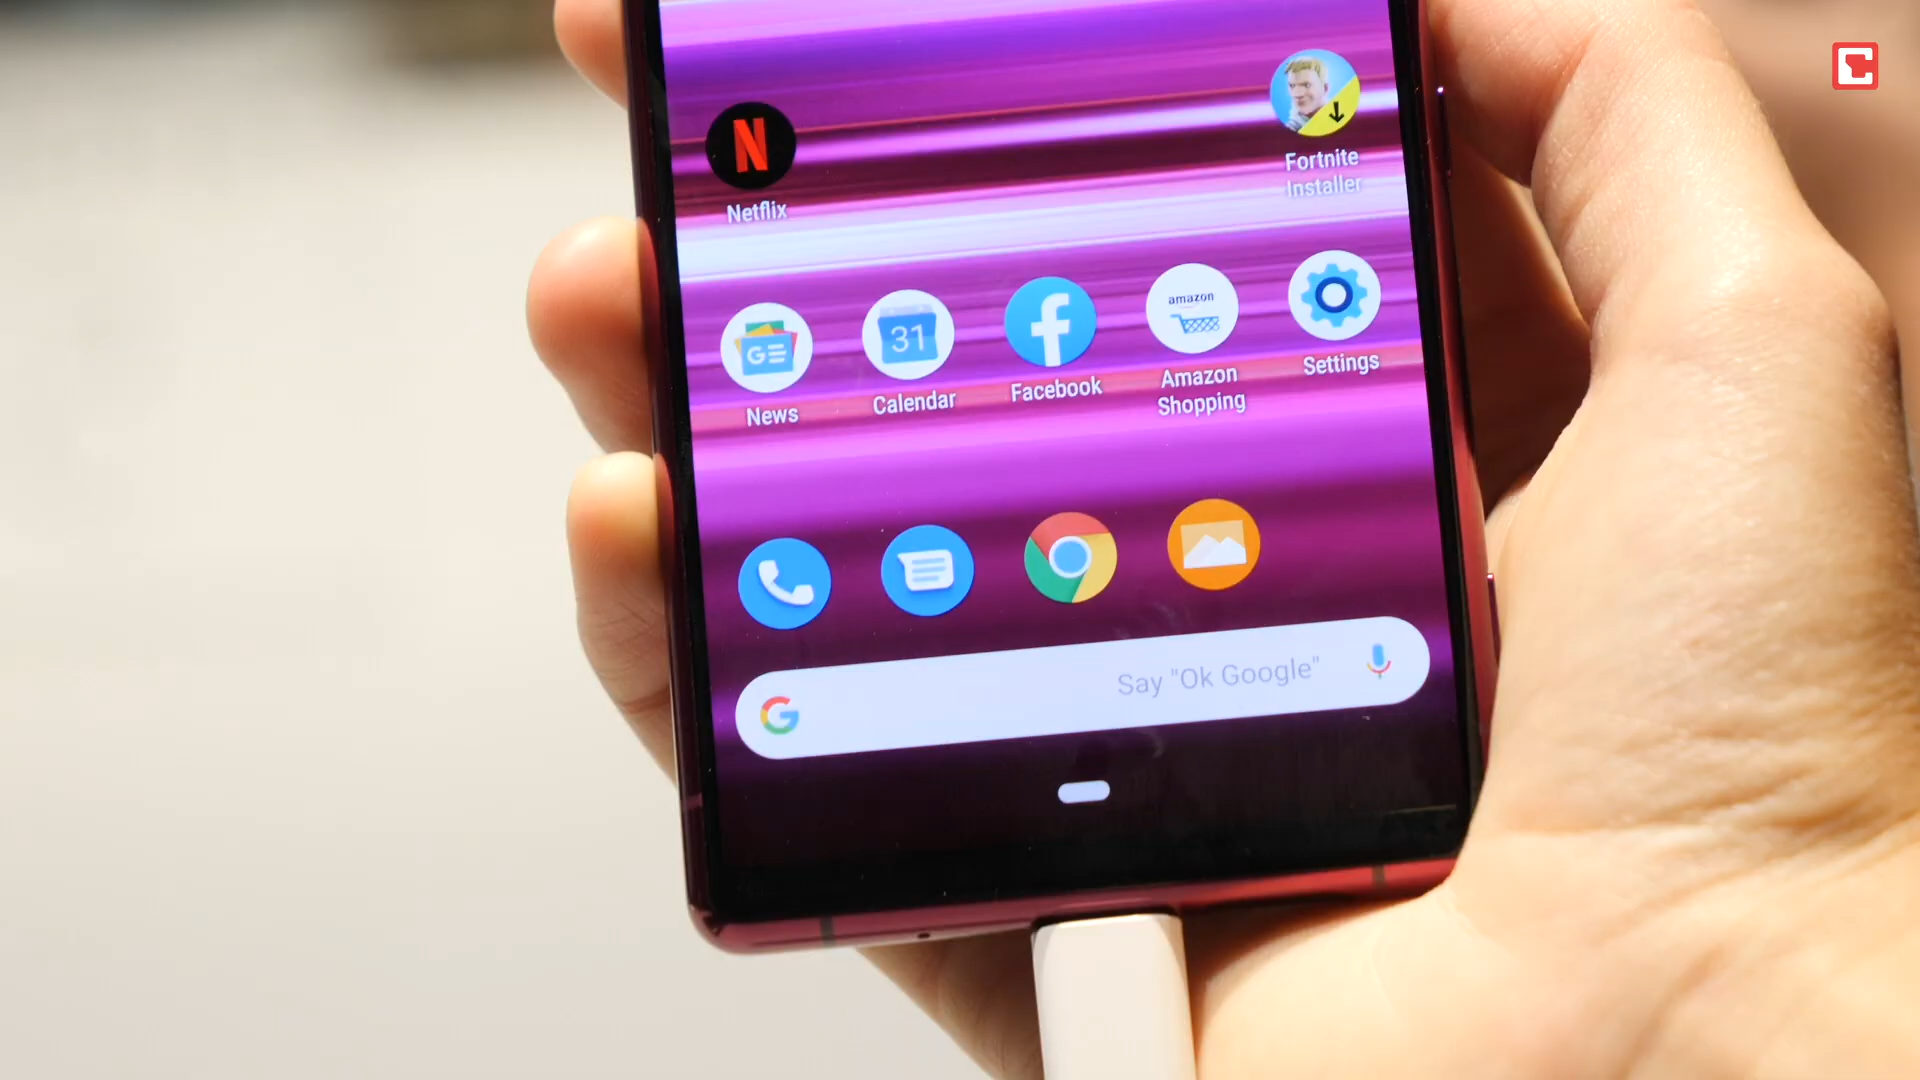 Netflix
Fortnite
Installer
G
31
f
amazon
News
Calendar
Facebook
Amazon
Shopping
Settings
G
Say "Ok Google"